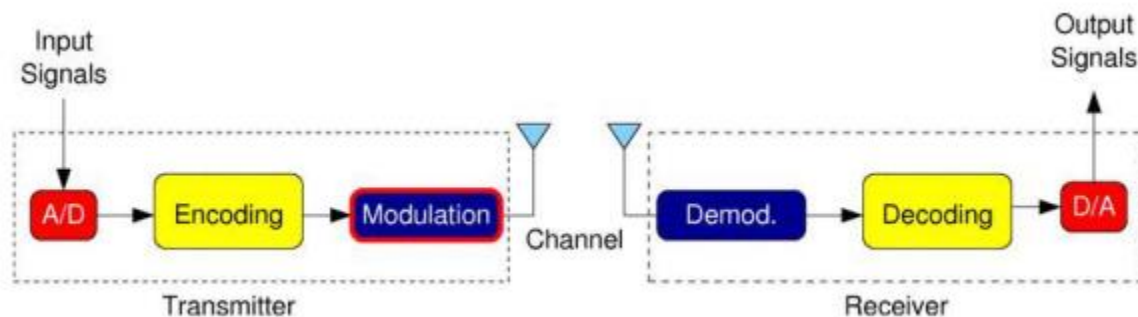 Input
Signals
Output
Signals
A/D
Encoding
Modulation
Channel
Demod.
Decoding
D/A
Transmitter
Receiver